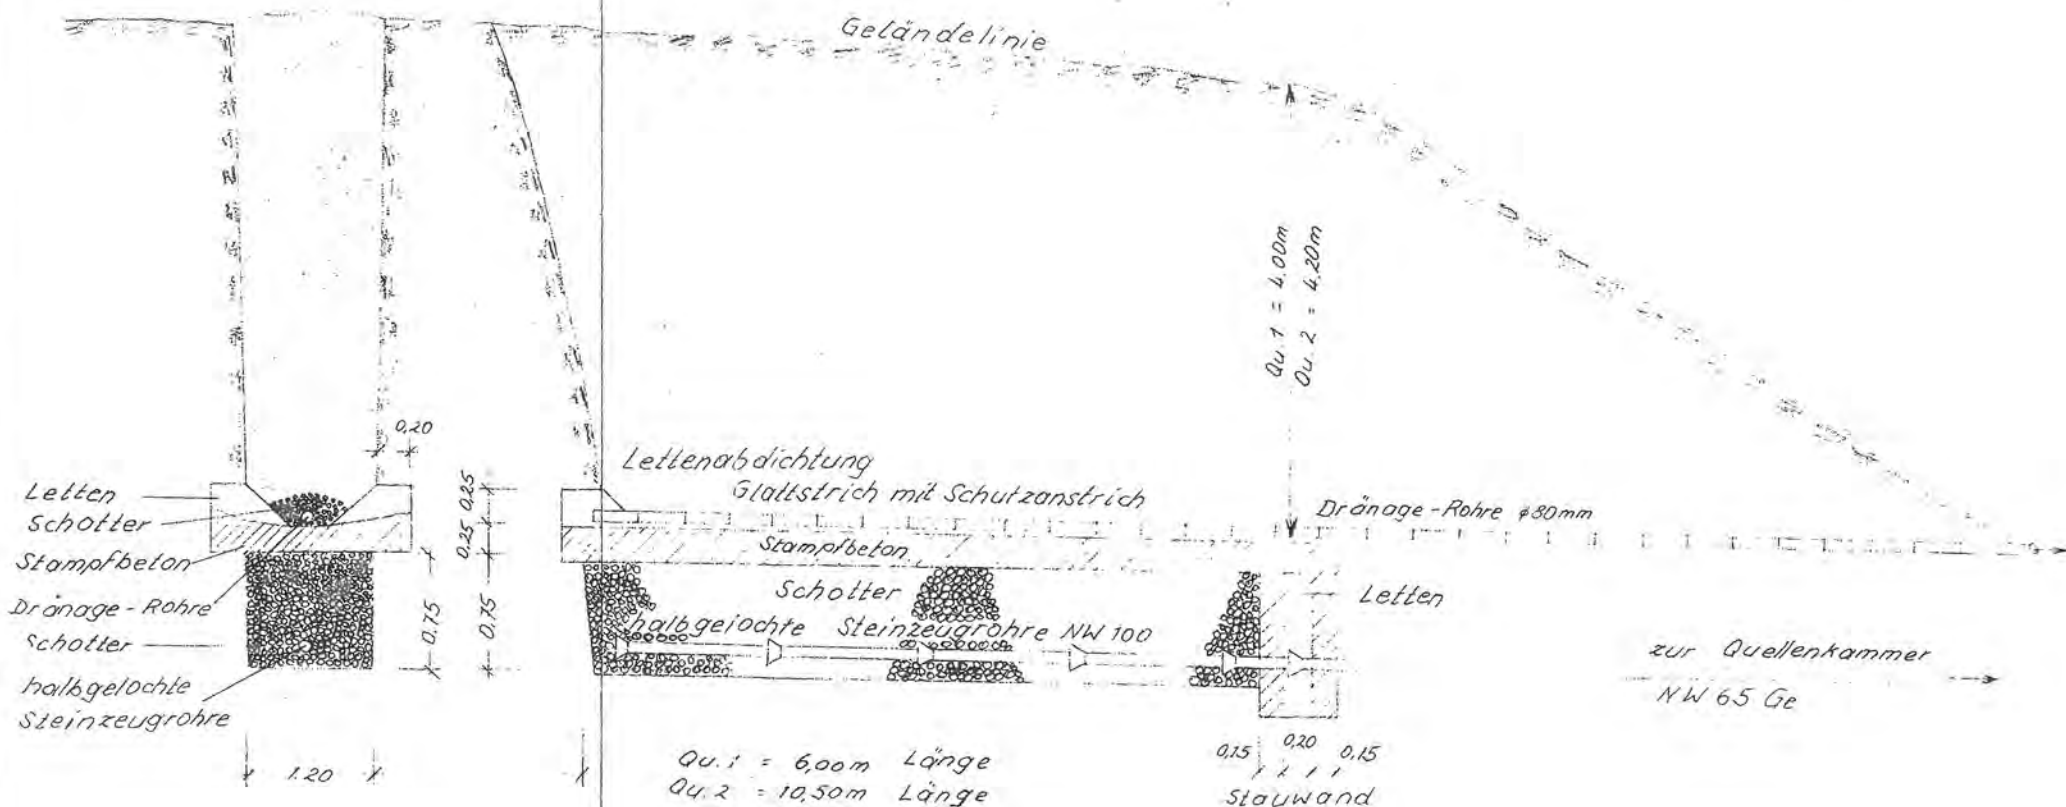 Geländelinie
Qu. 1 = 4.00m
Qu. 2 = 4,20m
0,20
Letten
Schotter
Stampfbeton
Dränage-Rohre
Schotter
halbgelochte
Steinzeugrohre
0,75
1.20
0,25
0,25
0,75
Lettenabdichtung
Glattstrich mit Schutzanstrich
Dränage-Rohre ø80mm
Stampfbeton
Schotter
Letten
halbgelochte Steinzeugrohre NW 100
zur Quellenkammer
NW 65 Ge
Qu. 1 = 6,00m Länge
Qu. 2 = 10,50m Länge
0,15 0,20 0,15
Stauwand